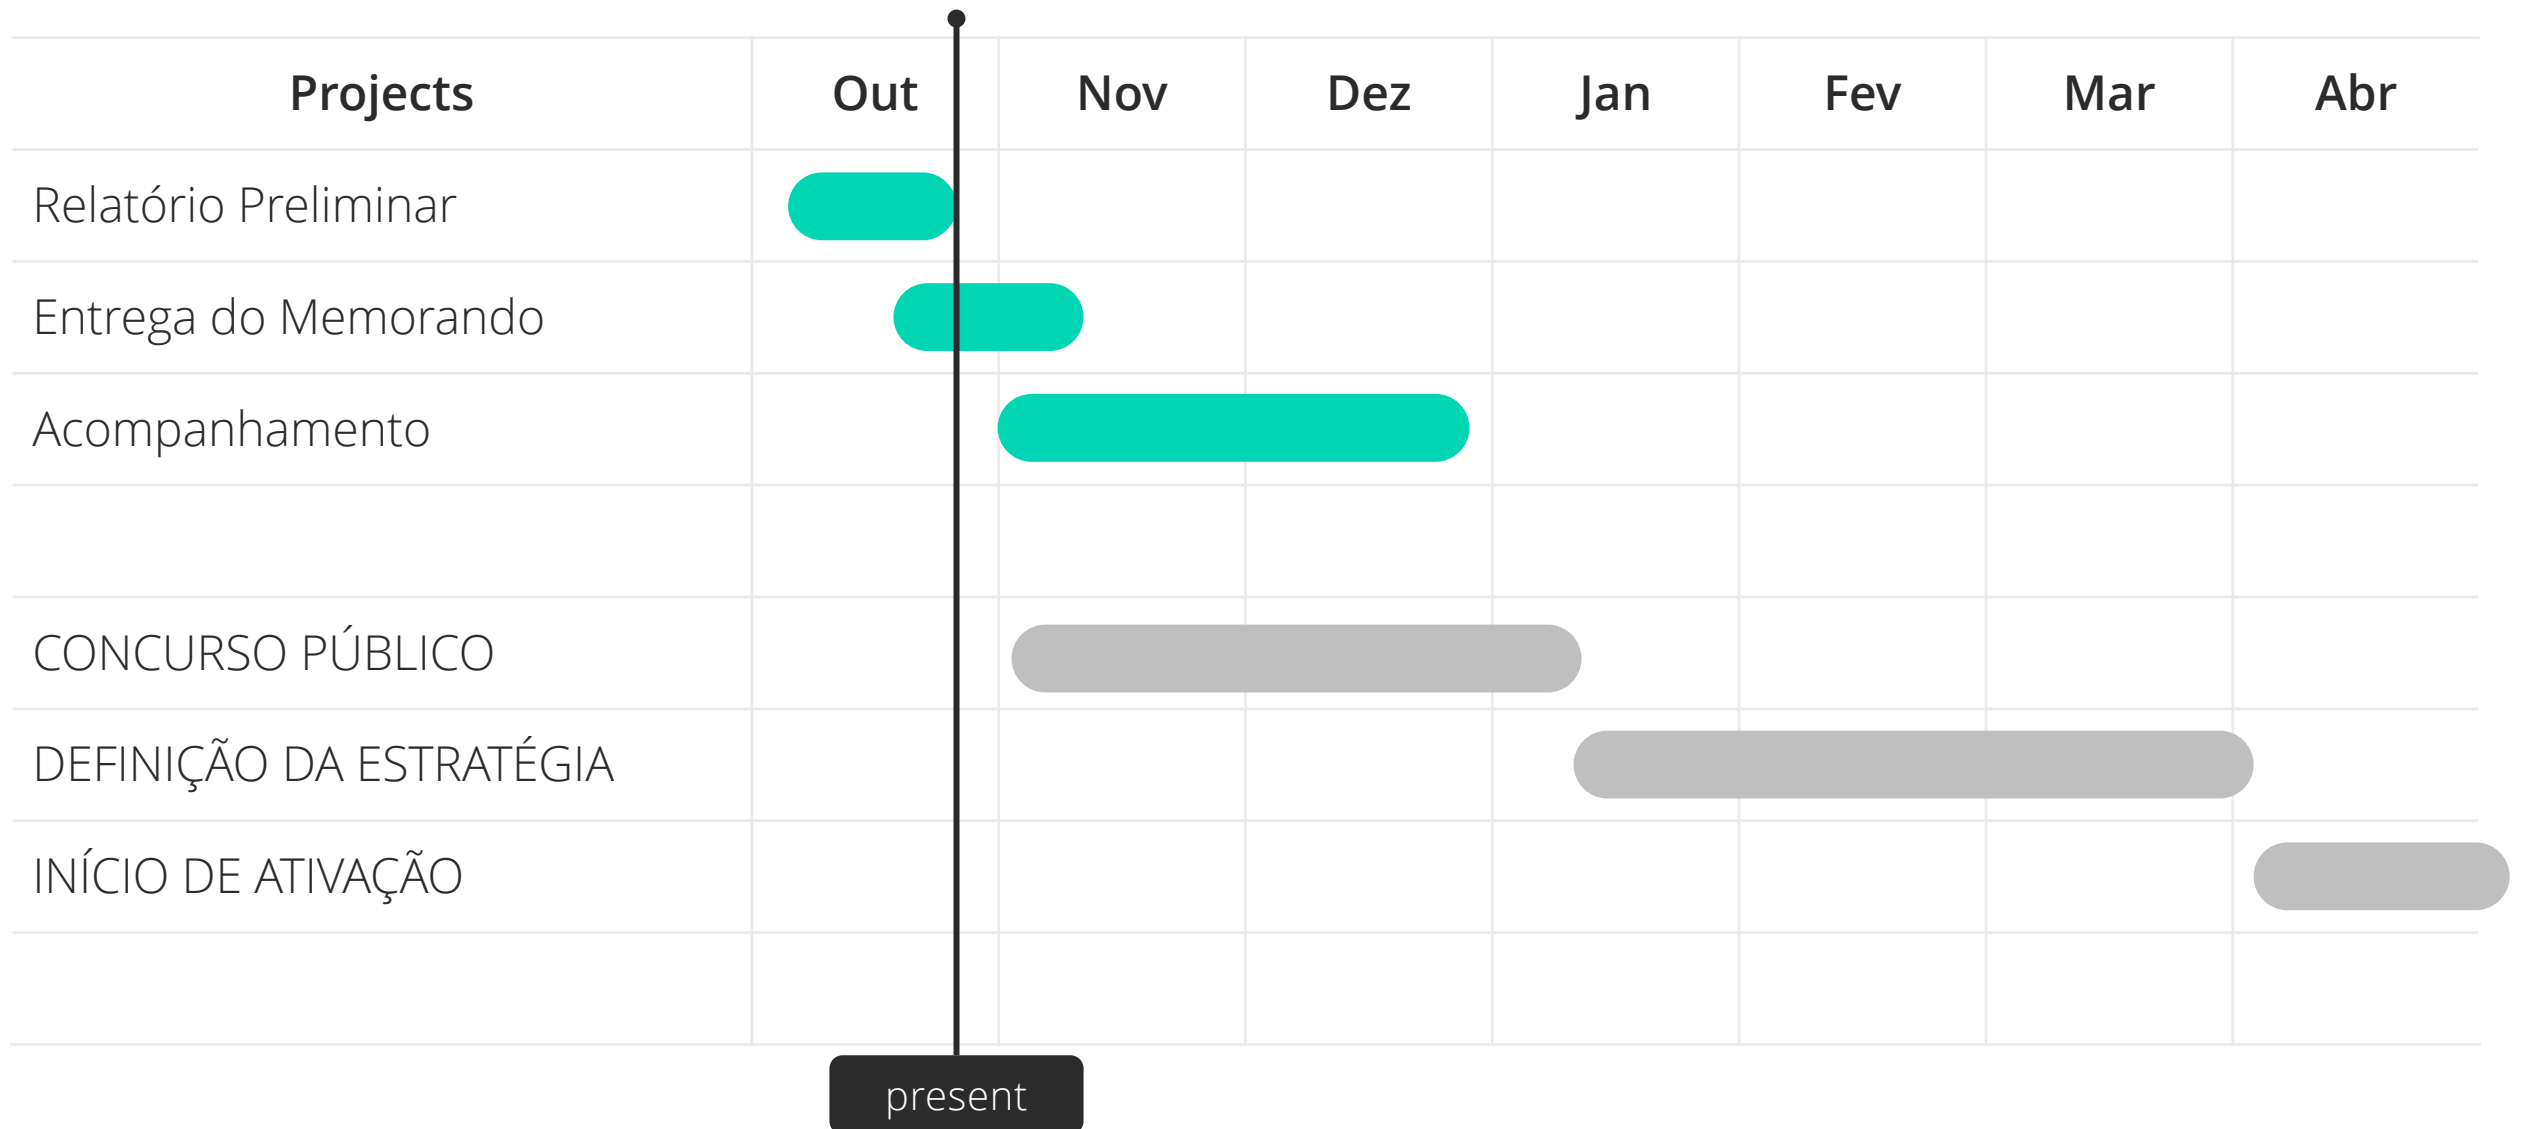 Projects Out Nov Dez Jan Fev Mar Abr
Relatório Preliminar
Entrega do Memorando
Acompanhamento
CONCURSO PÚBLICO
DEFINIÇÃO DA ESTRATÉGIA
INÍCIO DE ATIVAÇÃO
present